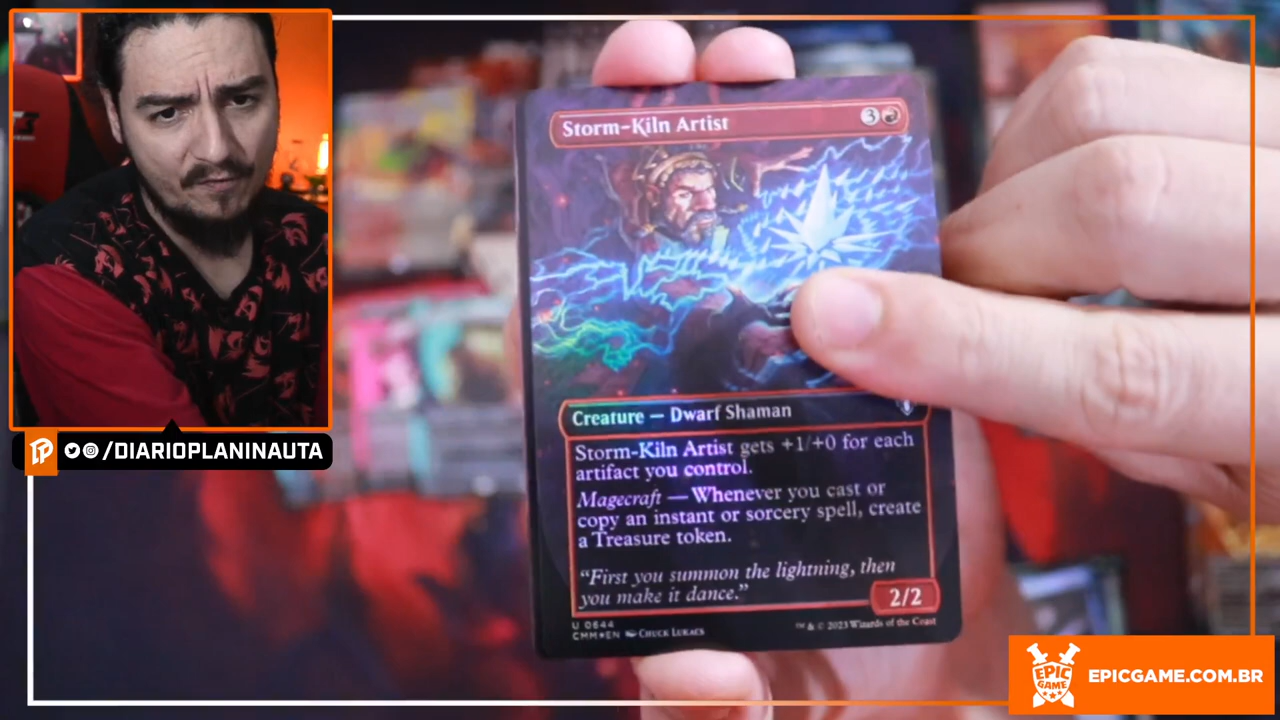 Storm-Kiln Artist
3
Creature — Dwarf Shaman
Storm-Kiln Artist gets +1/+0 for each
artifact you control.
Magecraft — Whenever you cast or
copy an instant or sorcery spell, create
a Treasure token.
“First you summon the lightning, then
you make it dance.”
2/2
U 0644
CMM★EN CHUCK LUKACS
™ & © 2023 Wizards of the Coast
/DIARIOPLANINAUTA
EPIC
GAME
EPICGAME.COM.BR